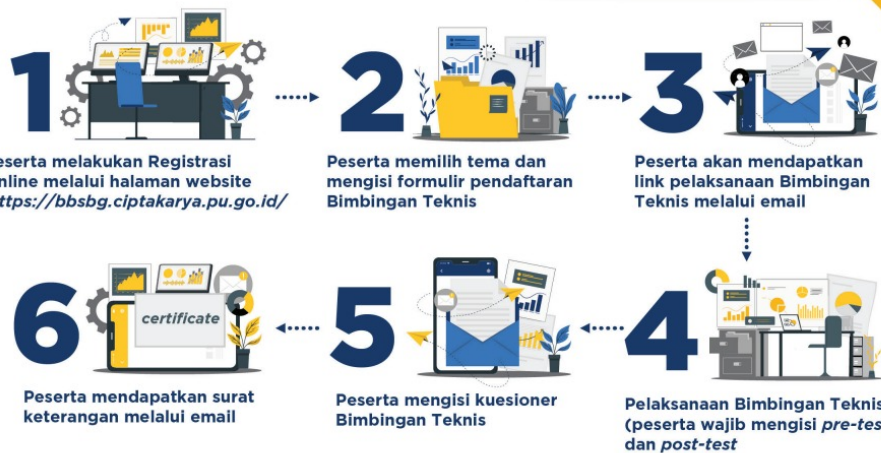 1
eserta melakukan Registrasi
nline melalui halaman website
ttps://bbsbg.ciptakarya.pu.go.id/
2
Peserta memilih tema dan
mengisi formulir pendaftaran
Bimbingan Teknis
3
Peserta akan mendapatkan
link pelaksanaan Bimbingan
Teknis melalui email
4
Pelaksanaan Bimbingan Teknis
(peserta wajib mengisi pre-tes
dan post-test
5
Peserta mengisi kuesioner
Bimbingan Teknis
6
certificate
Peserta mendapatkan surat
keterangan melalui email